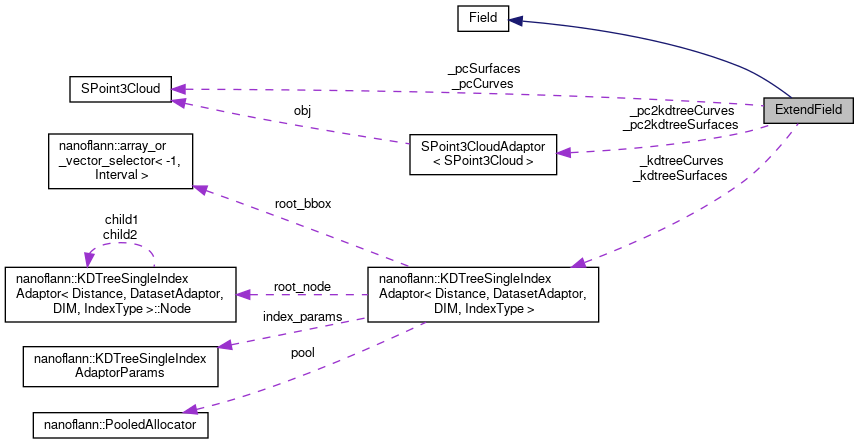 Field
_pcSurfaces
_pcCurves
SPoint3Cloud
ExtendField
obj
_pc2kdtreeCurves
_pc2kdtreeSurfaces
nanoflann::array_or
_vector_selector< -1,
Interval >
SPoint3CloudAdaptor
< SPoint3Cloud >
_kdtreeCurves
_kdtreeSurfaces
root_bbox
child1
child2
nanoflann::KDTreeSingleIndex
Adaptor< Distance, DatasetAdaptor,
DIM, IndexType >::Node
root_node
nanoflann::KDTreeSingleIndex
Adaptor< Distance, DatasetAdaptor,
DIM, IndexType >
index_params
nanoflann::KDTreeSingleIndex
AdaptorParams
pool
nanoflann::PooledAllocator